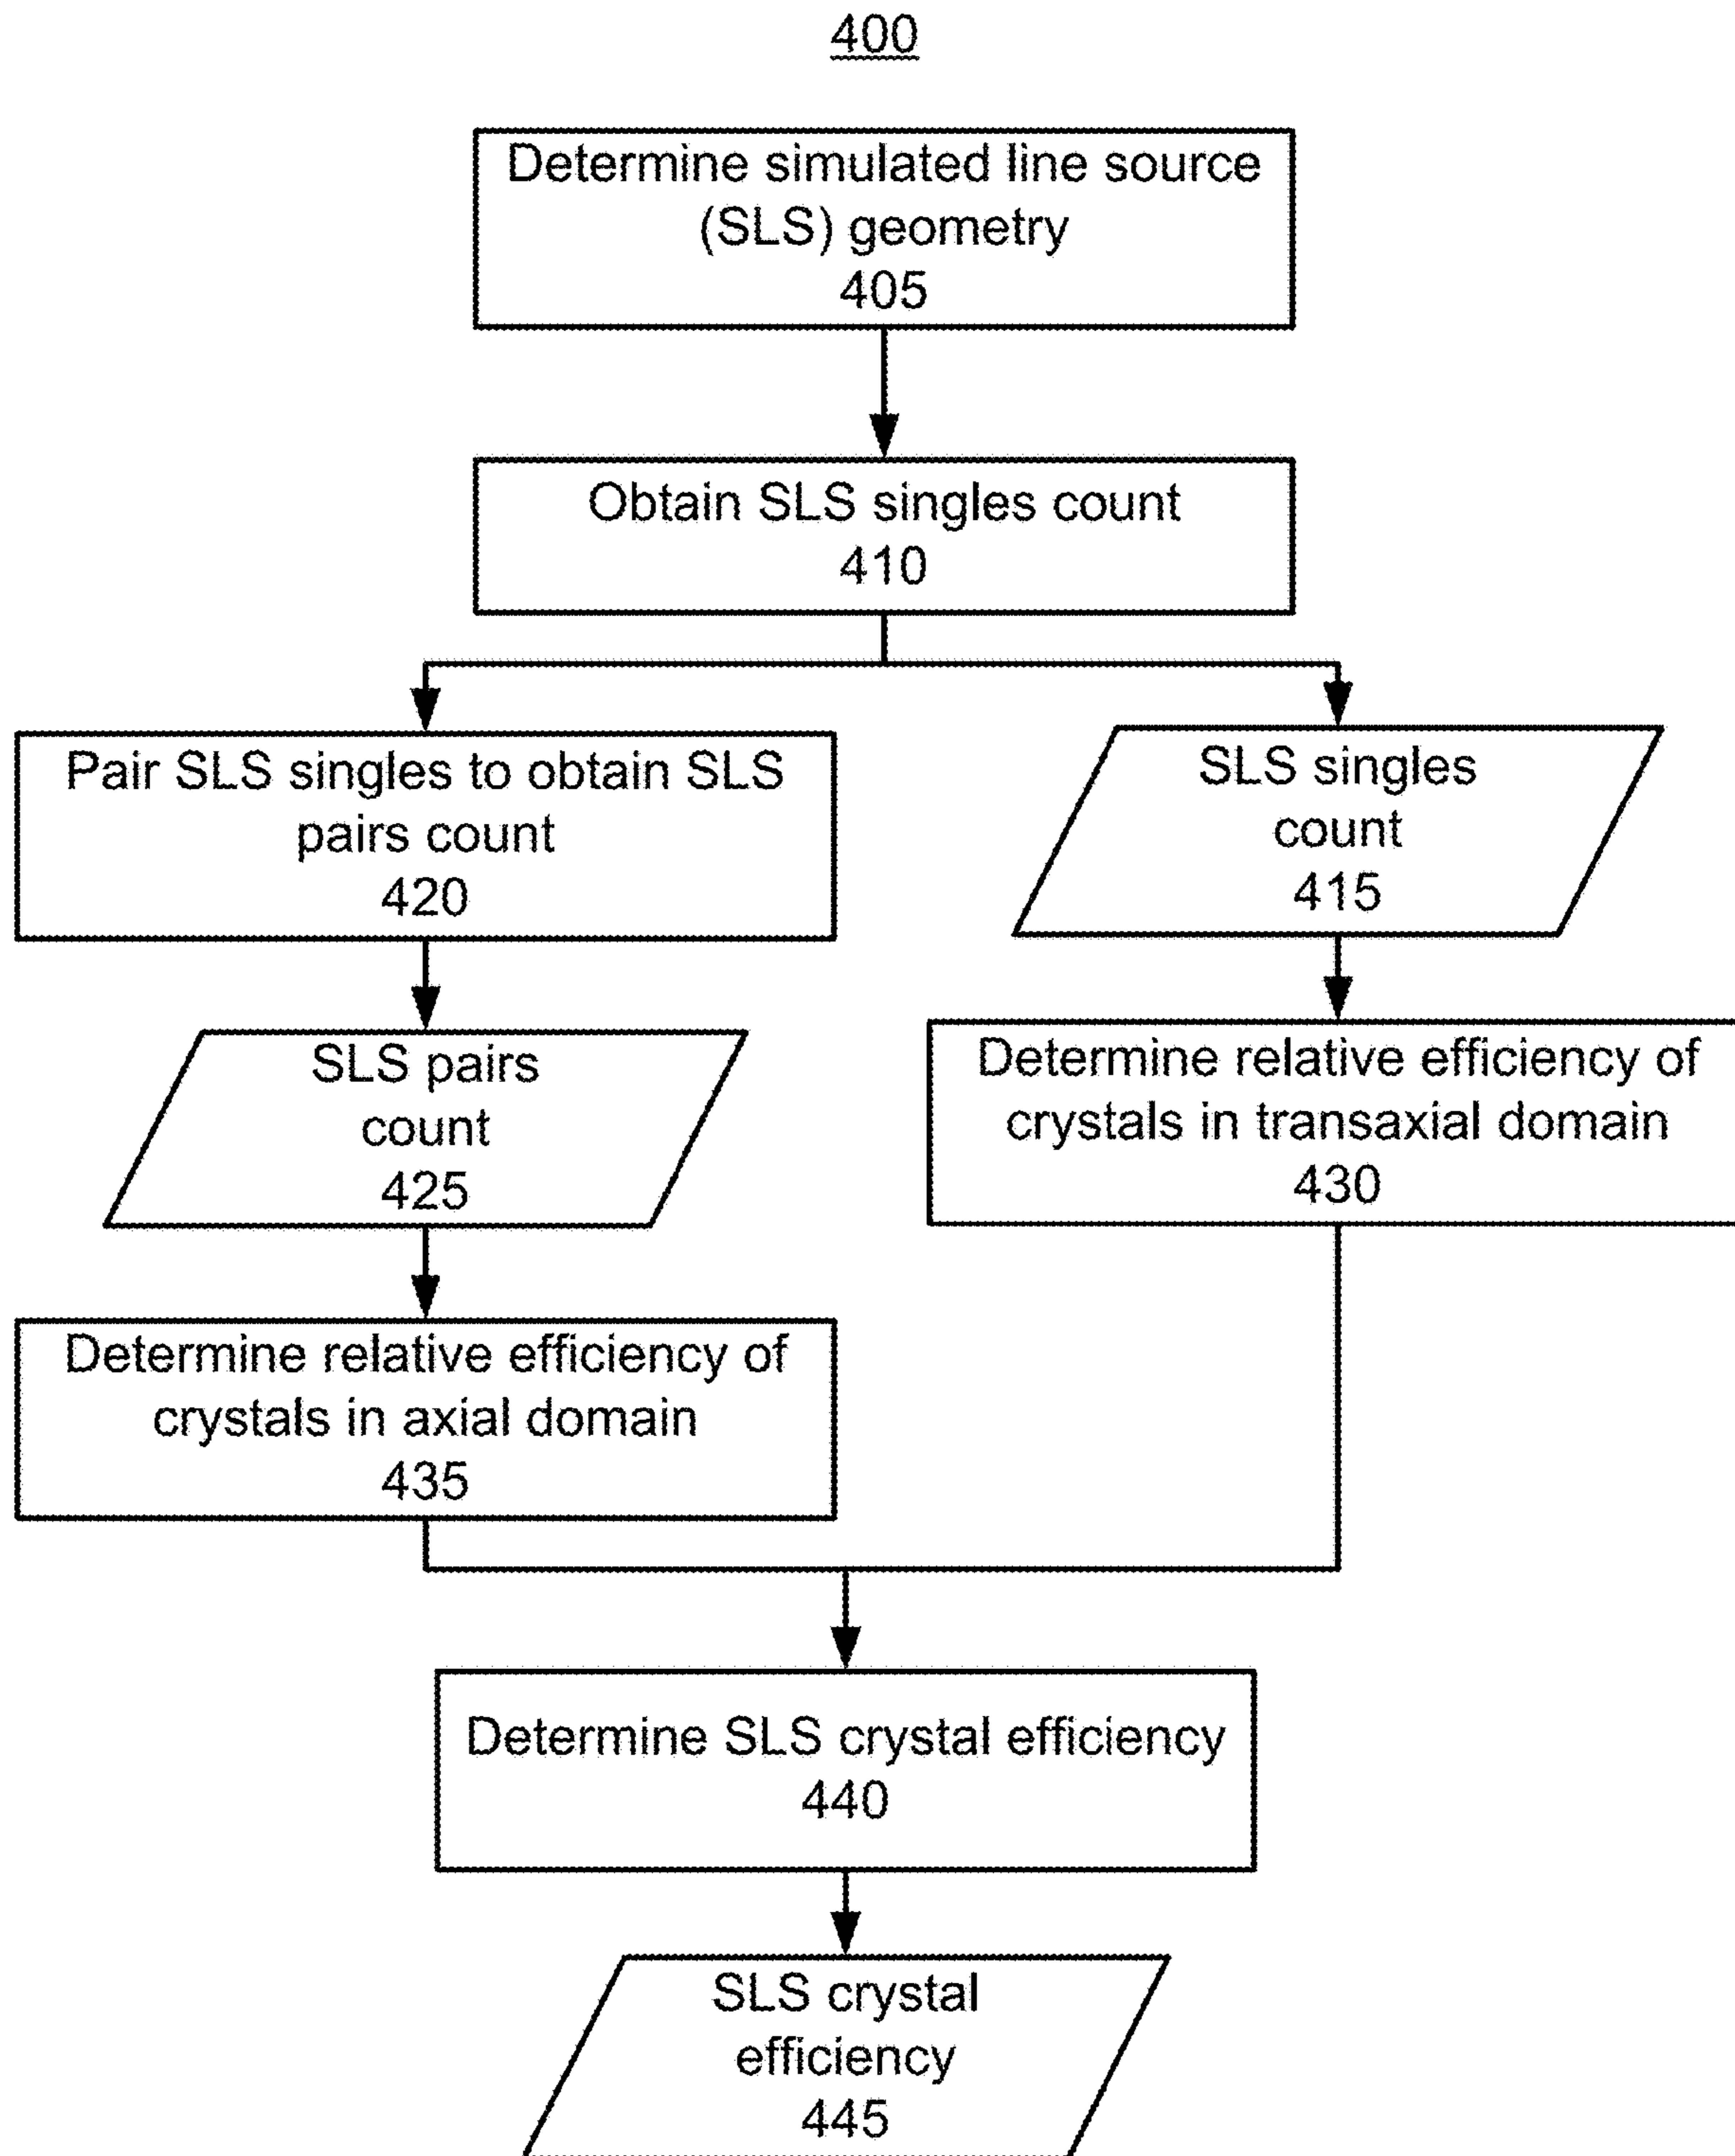 400
Determine simulated line source
(SLS) geometry
405
Obtain SLS singles count
410
Pair SLS singles to obtain SLS
pairs count
420
SLS singles
count
415
SLS pairs
count
425
Determine relative efficiency of
crystals in transaxial domain
430
Determine relative efficiency of
crystals in axial domain
435
Determine SLS crystal efficiency
440
SLS crystal
efficiency
445